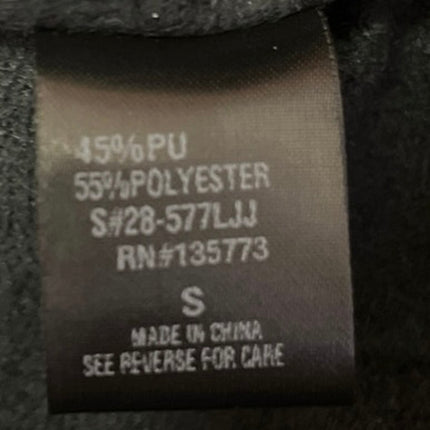 45%PU
55%POLYESTER
S#28-577LJJ
RN#135773
S
MADE IN CHINA
SEE REVERSE FOR CARE